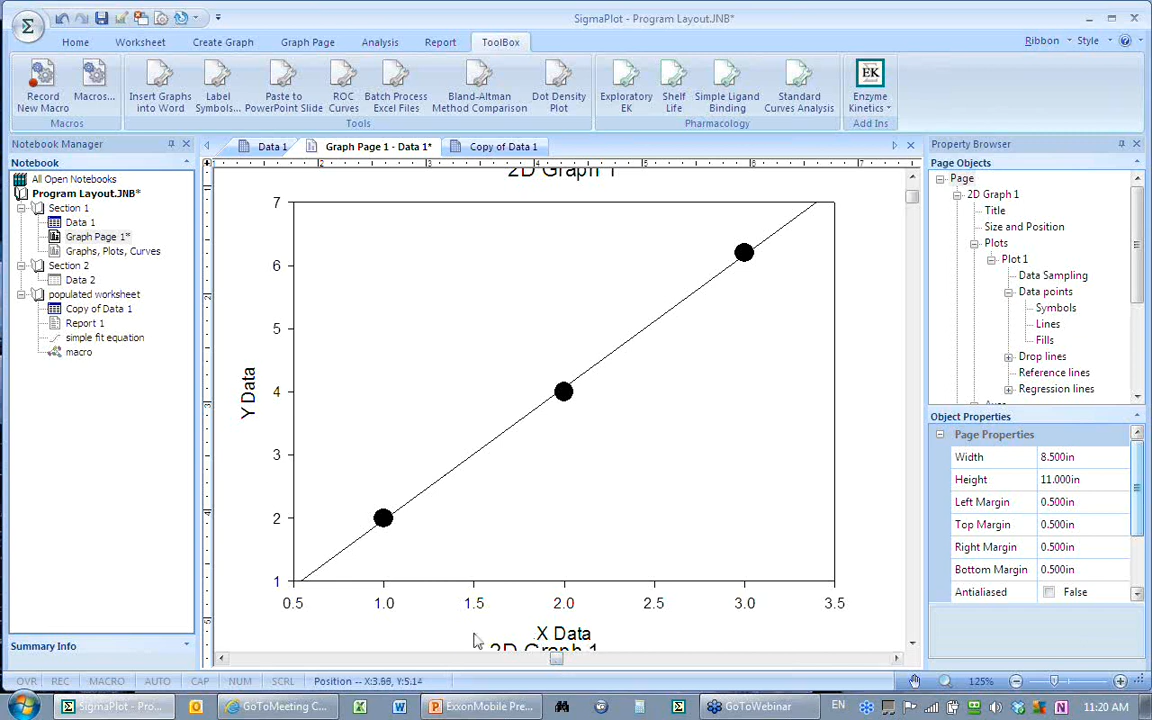 SigmaPlot - Program Layout.JNB*
Σ
Home Worksheet Create Graph Graph Page Analysis Report ToolBox
Ribbon Style
Record New Macro
Macros...
Insert Graphs into Word
Label Symbols...
Paste to PowerPoint Slide
ROC Curves
Batch Process Excel Files
Bland-Altman Method Comparison
Dot Density Plot
Exploratory EK
Shelf Life
Simple Ligand Binding
Standard Curves Analysis
EK
Enzyme Kinetics
Macros Tools Pharmacology Add Ins
Notebook Manager
Notebook
All Open Notebooks
Program Layout.JNB*
Section 1
Data 1
Graph Page 1*
Graphs, Plots, Curves
Section 2
Data 2
populated worksheet
Copy of Data 1
Report 1
simple fit equation
macro
Summary Info
Data 1 Graph Page 1 - Data 1* Copy of Data 1
2D Graph 1
Y Data
7
6
5
4
3
2
1
0.5 1.0 1.5 2.0 2.5 3.0 3.5
X Data
2D Graph 1
Property Browser
Page Objects
Page
2D Graph 1
Title
Size and Position
Plots
Plot 1
Data Sampling
Data points
Symbols
Lines
Fills
Drop lines
Reference lines
Regression lines
Object Properties
Page Properties
Width 8.500in
Height 11.000in
Left Margin 0.500in
Top Margin 0.500in
Right Margin 0.500in
Bottom Margin 0.500in
Antialiased False
OVR REC MACRO AUTO CAP NUM SCRL
125%
SigmaPlot - Pro...
GoToMeeting C...
ExxonMobile Pre...
GoToWebinar
EN
11:20 AM